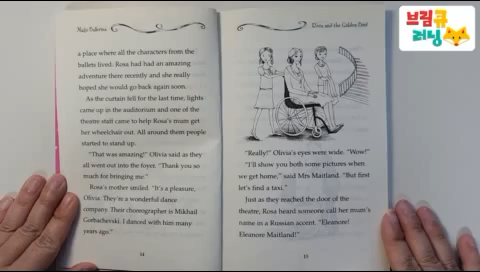 Magic Ballerina
a place where all the characters from the
ballets lived. Rosa had had an amazing
adventure there recently and she really
hoped she would go back again soon.
As the curtain fell for the last time, lights
came up in the auditorium and one of the
theatre staff came to help Rosa's mum get
her wheelchair out. All around them people
started to stand up.
"That was amazing!" Olivia said as they
all went out into the foyer. "Thank you so
much for bringing me."
Rosa's mother smiled. "It's a pleasure,
Olivia. They're a wonderful dance
company. Their choreographer is Mikhail
Gorbachevski. I danced with him many
years ago."
14
Rosa and the Golden Bird
"Really!" Olivia's eyes were wide. "Wow!"
"I'll show you both some pictures when
we get home," said Mrs Maitland. "But first
let's find a taxi."
Just as they reached the door of the
theatre, Rosa heard someone call her mum's
name in a Russian accent. "Eleanore!
Eleanore Maitland!"
15
브림큐
러닝